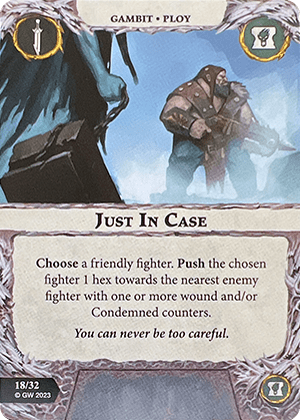 GAMBIT • PLOY
JUST IN CASE
Choose a friendly fighter. Push the chosen
fighter 1 hex towards the nearest enemy
fighter with one or more wound and/or
Condemned counters.
You can never be too careful.
18/32
© GW 2023